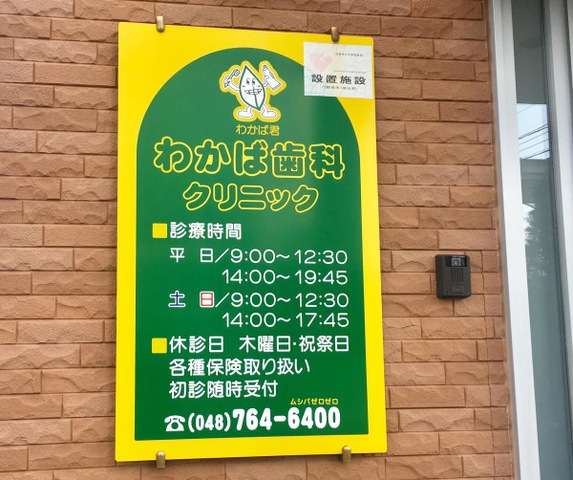 設置施設
わかば君
わかば歯科
クリニック
■診療時間
平 日/9:00～12:30
14:00～19:45
土 日/9:00～12:30
14:00～17:45
■休診日 木曜日・祝祭日
各種保険取り扱い
初診随時受付
ムシバゼロゼロ
☎(048)764-6400